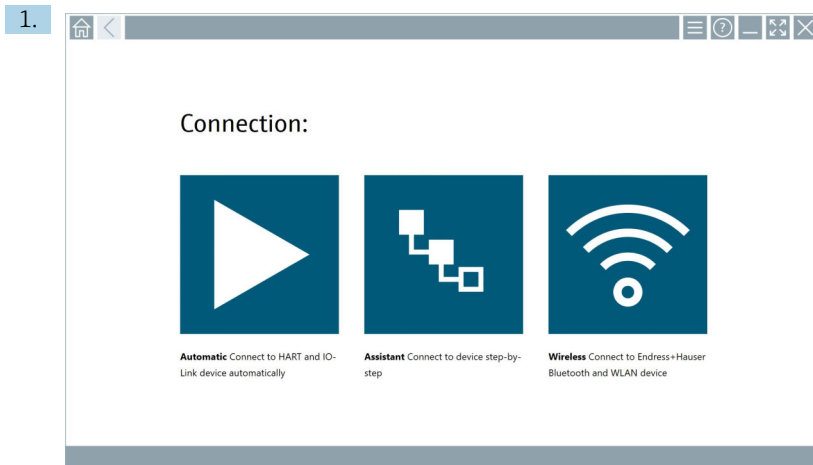 1.
Connection:
Automatic Connect to HART and IO-
Link device automatically
Assistant Connect to device step-by-
step
Wireless Connect to Endress+Hauser
Bluetooth and WLAN device